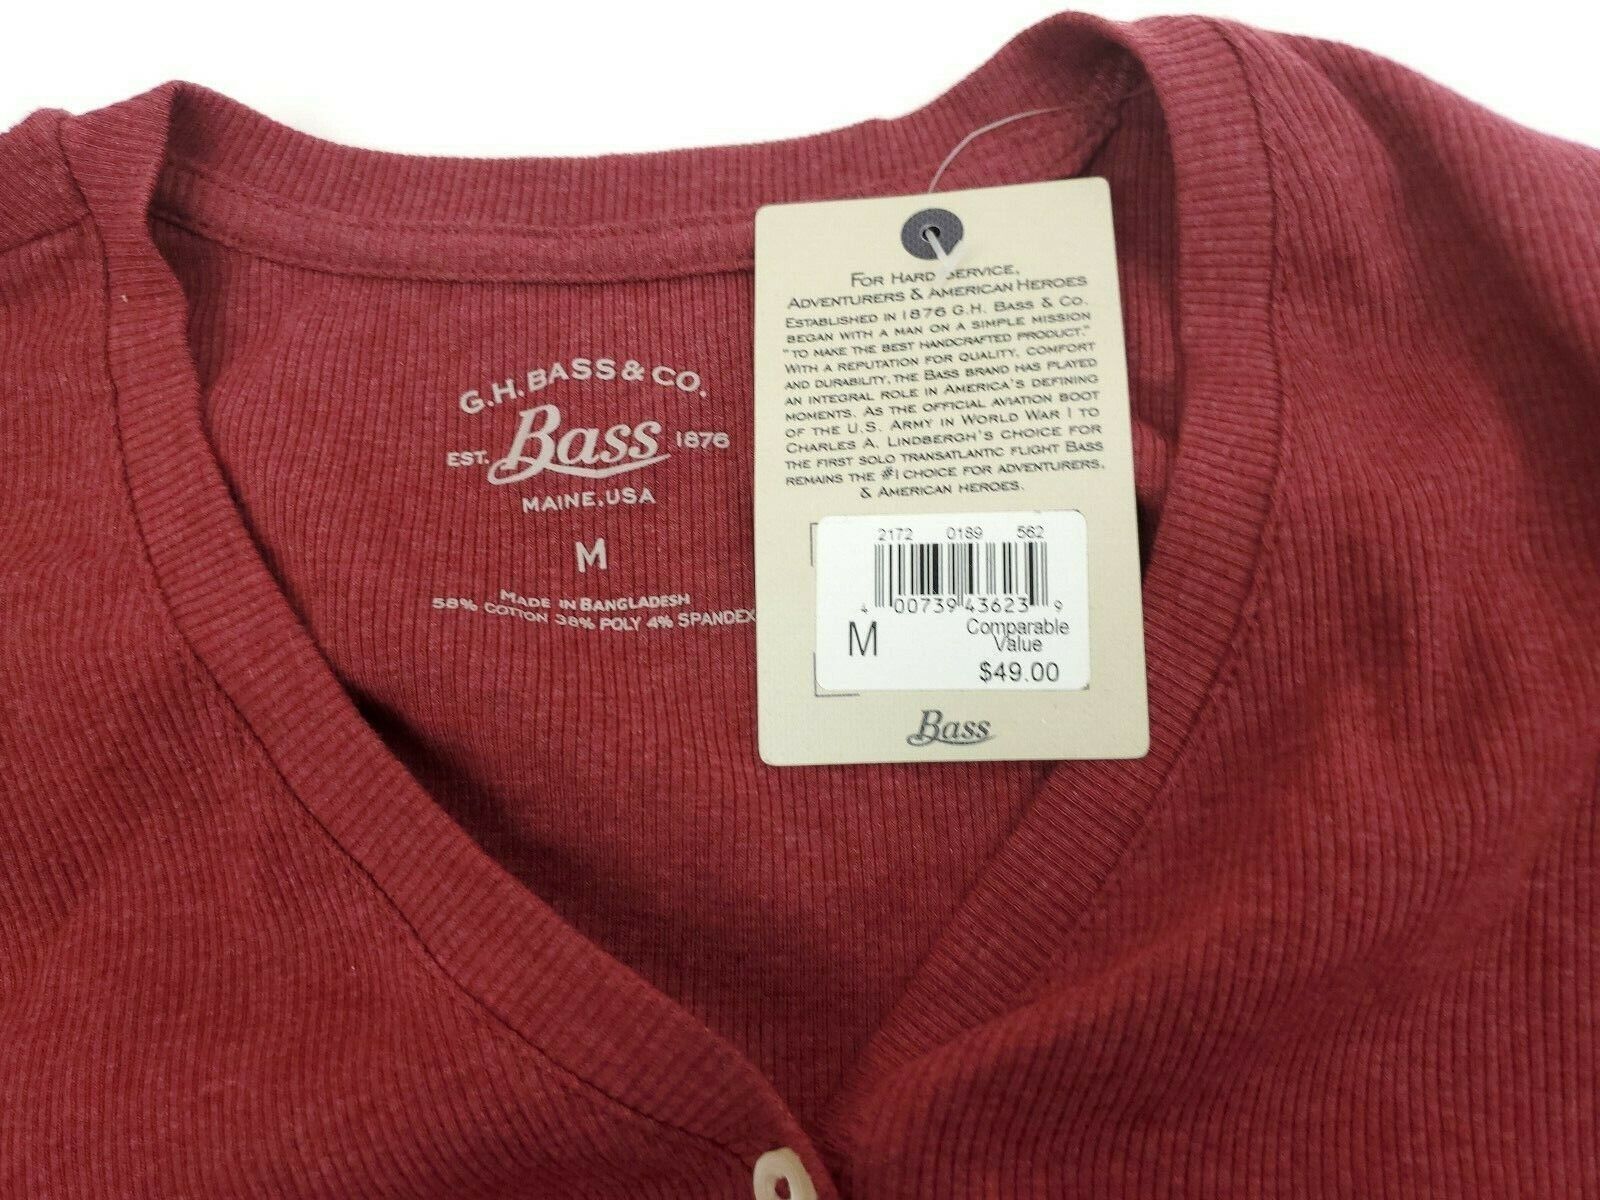 G.H. BASS & CO.
EST. Bass 1876
MAINE, USA
M
MADE IN BANGLADESH
58% COTTON 38% POLY 4% SPANDEX
FOR HARD SERVICE,
ADVENTURERS & AMERICAN HEROES
ESTABLISHED IN 1876 G.H. BASS & CO.
BEGAN WITH A MAN ON A SIMPLE MISSION
"TO MAKE THE BEST HANDCRAFTED PRODUCT."
WITH A REPUTATION FOR QUALITY, COMFORT
AND DURABILITY, THE BASS BRAND HAS PLAYED
AN INTEGRAL ROLE IN AMERICA'S DEFINING
MOMENTS. AS THE OFFICIAL AVIATION BOOT
OF THE U.S. ARMY IN WORLD WAR I TO
CHARLES A. LINDBERGH'S CHOICE FOR
THE FIRST SOLO TRANSATLANTIC FLIGHT BASS
REMAINS THE #1 CHOICE FOR ADVENTURERS,
& AMERICAN HEROES.
2172 0189 562
4 00739 43623 9
M Comparable
Value
$49.00
Bass